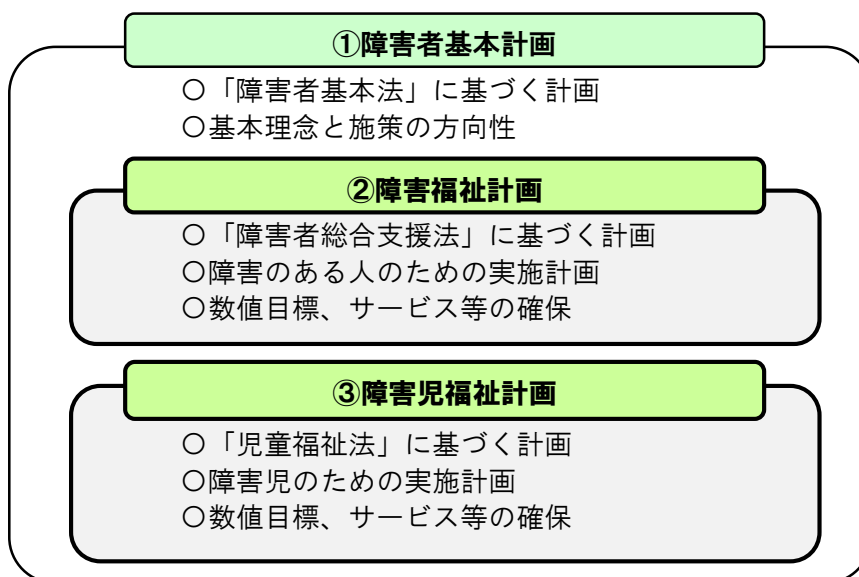 ①障害者基本計画
○「障害者基本法」に基づく計画
○基本理念と施策の方向性
②障害福祉計画
○「障害者総合支援法」に基づく計画
○障害のある人のための実施計画
○数値目標、サービス等の確保
③障害児福祉計画
○「児童福祉法」に基づく計画
○障害児のための実施計画
○数値目標、サービス等の確保